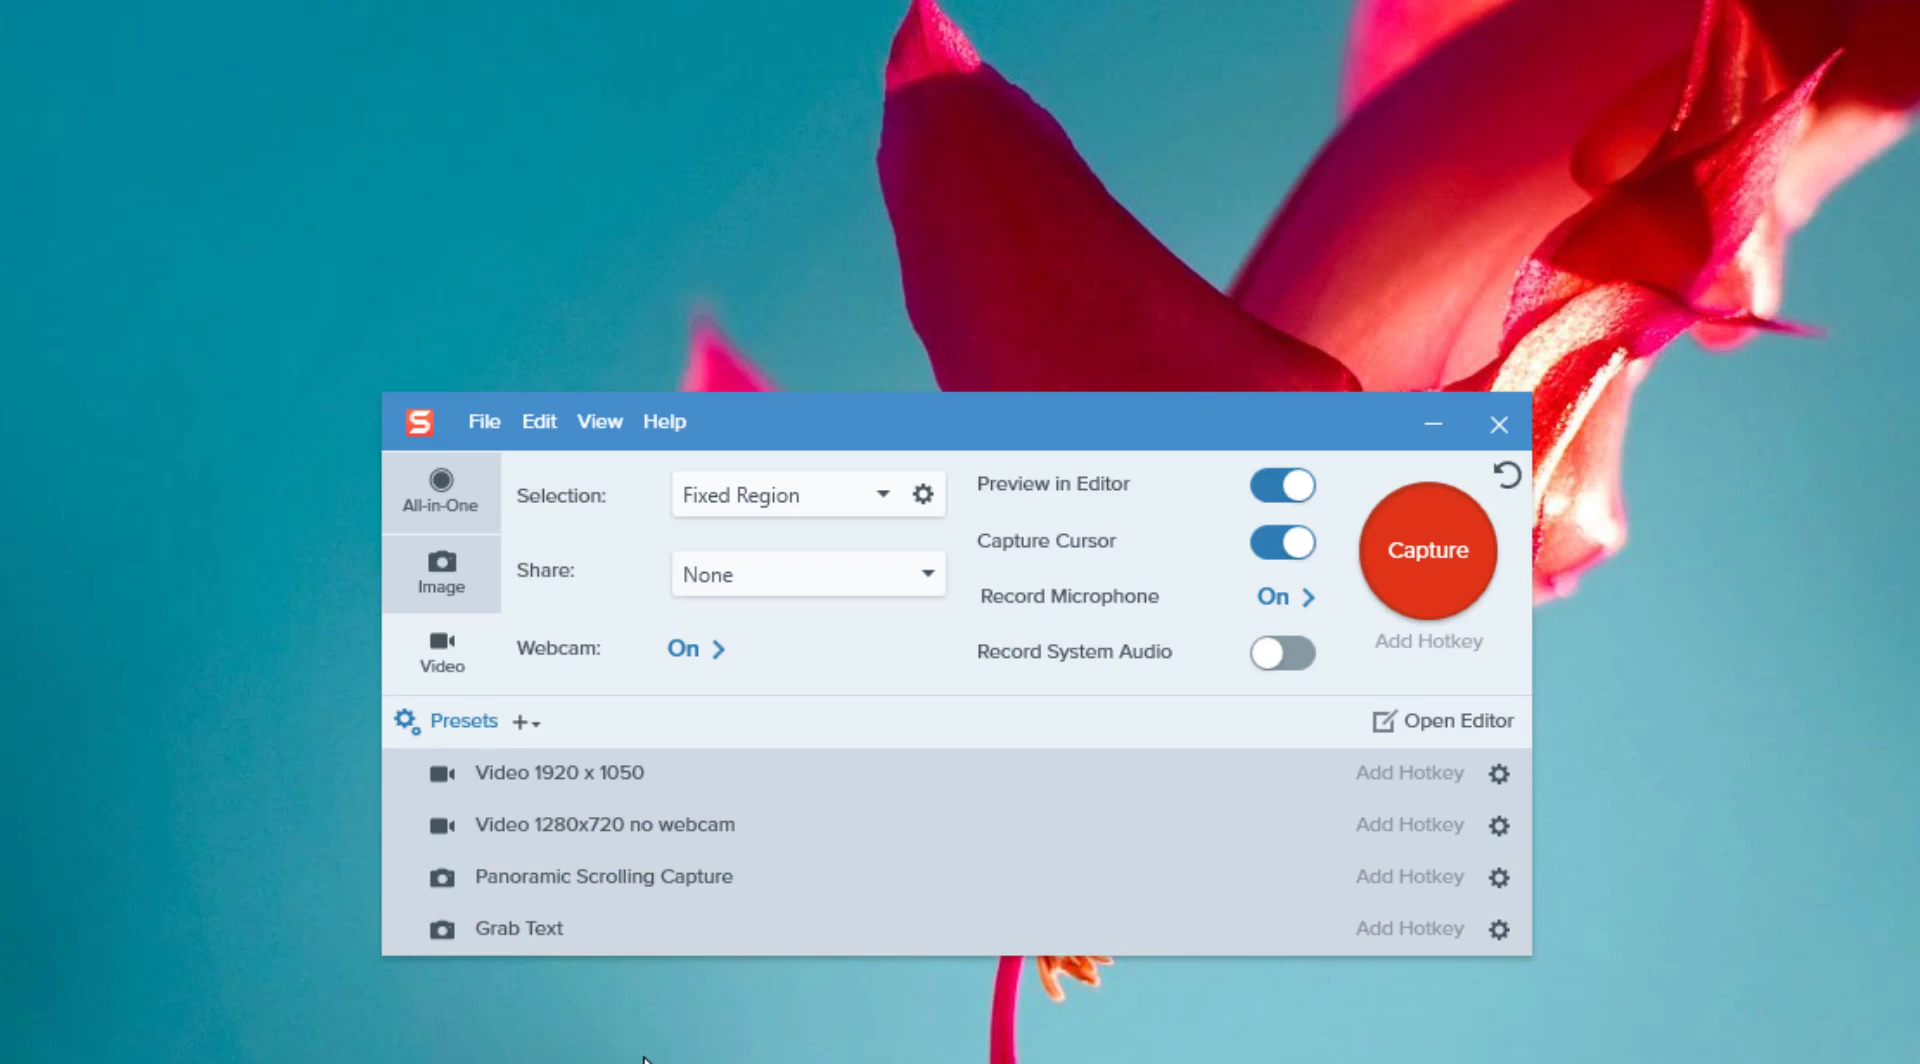 File Edit View Help
All-in-One
Image
Video
Selection: Fixed Region
Share: None
Webcam: On
Preview in Editor
Capture Cursor
Record Microphone On
Record System Audio
Capture
Add Hotkey
Presets
Open Editor
Video 1920 x 1050 Add Hotkey
Video 1280x720 no webcam Add Hotkey
Panoramic Scrolling Capture Add Hotkey
Grab Text Add Hotkey